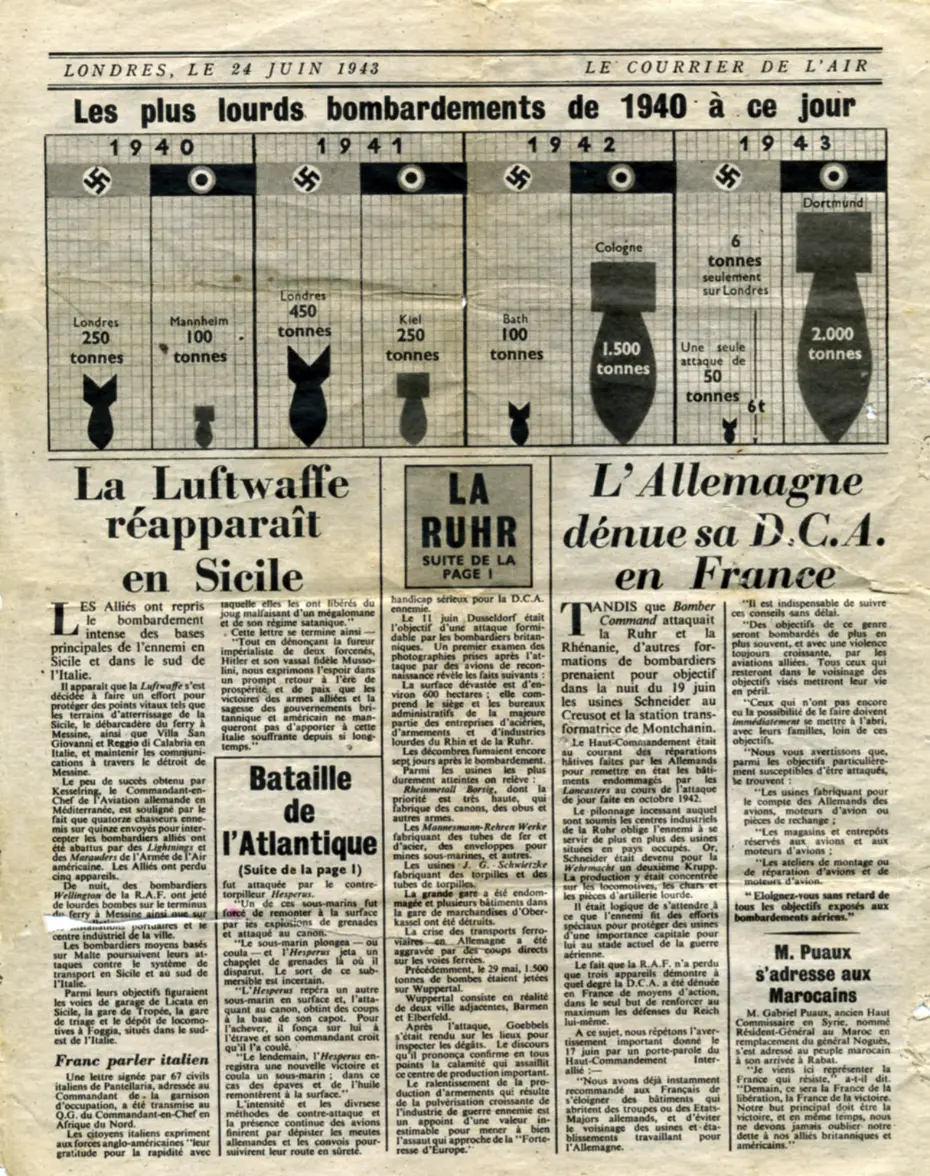 LONDRES, LE 24 JUIN 1943
LE COURRIER DE L'AIR
Les plus lourds bombardements de 1940 à ce jour
1940
1941
1942
1943
Londres
250
tonnes
Mannheim
100
tonnes
Londres
450
tonnes
Kiel
250
tonnes
Bath
100
tonnes
Cologne
1.500
tonnes
6
tonnes
seulement
sur Londres
Une seule
attaque de
50
tonnes
6t
Dortmund
2.000
tonnes
La Luftwaffe
réapparaît
en Sicile
LES Alliés ont repris
le bombardement
intense des bases
principales de l'ennemi en
Sicile et dans le sud de
l'Italie.
Il apparait que la Luftwaffe s'est
décidée à faire un effort pour
protéger des points vitaux tels que
les terrains d'atterrissage de la
Sicile, le débarcadère du ferry à
Messine, ainsi que Villa San
Giovanni et Reggio di Calabria en
Italie, et maintenir les communi-
cations à travers le détroit de
Messine.
Le peu de succès obtenu par
Kesselring, le Commandant-en-
Chef de l'Aviation allemande en
Méditerranée, est souligné par le
fait que quatorze chasseurs enne-
mis sur quinze envoyés pour inter-
cepter les bombardiers alliés ont
été abattus par des Lightnings et
des Marauders de l'Armée de l'Air
américaine. Les Alliés ont perdu
cinq appareils.
De nuit, des bombardiers
Wellington de la R.A.F. ont jeté
de lourdes bombes sur le terminus
du ferry à Messine ainsi que sur
installations portuaires et le
centre industriel de la ville.
Les bombardiers moyens basés
sur Malte poursuivent leurs at-
taques contre le système de
transport en Sicile et au sud de
l'Italie.
Parmi leurs objectifs figuraient
les voies de garage de Licata en
Sicile, la gare de Tropée, la gare
de triage et le dépôt de locomo-
tives à Foggia, situés dans le sud-
est de l'Italie.
Franc parler italien
Une lettre signée par 67 civils
italiens de Pantellaria, adressée au
Commandant de la garnison
d'occupation, a été transmise au
Q.G. du Commandant-en-Chef en
Afrique du Nord.
Les citoyens italiens expriment
aux forces anglo-américaines "leur
gratitude pour la rapidité avec
laquelle elles les ont libérés du
joug malfaisant d'un mégalomane
et de son régime satanique."
Cette lettre se termine ainsi—
"Tout en dénonçant la fureur
impérialiste de deux forcenés,
Hitler et son vassal fidèle Musso-
lini, nous exprimons l'espoir dans
un prompt retour à l'ère de
prospérité, et de paix que les
victoires des armes alliées et la
sagesse des gouvernements bri-
tannique et américain ne man-
queront pas d'apporter à cette
Italie souffrante depuis si long-
temps."
Bataille
de
l'Atlantique
(Suite de la page 1)
fut attaquée par le contre-
torpilleur Hesperus.
"Un de ces sous-marins fut
forcé de remonter à la surface
par les explosions de grenades
et attaqué au canon.
"Le sous-marin plongea — ou
coula — et l'Hesperus jeta un
chapelet de grenades là où il
disparut. Le sort de ce sub-
mersible est incertain.
"L'Hesperus repéra un autre
sous-marin en surface et, l'atta-
quant au canon, obtint des coups
à la base de son capot. Pour
l'achever, il fonça sur lui à
l'étrave et son commandant croit
qu'il l'a coulé.
"Le lendemain, l'Hesperus en-
registra une nouvelle victoire et
coula un sous-marin; dans ce
cas des épaves et de l'huile
remontèrent à la surface."
L'intensité et les diverses
méthodes de contre-attaque et
la présence continue des avions
finirent par dépister les meutes
allemandes et les convois pour-
suivirent leur route en sûreté.
LA
RUHR
SUITE DE LA
PAGE 1
handicap sérieux pour la D.C.A.
ennemie.
Le 11 juin Dusseldorf était
l'objectif d'une attaque formi-
dable par les bombardiers britan-
niques. Un premier examen des
photographies prises après l'at-
taque par des avions de recon-
naissance révèle les faits suivants :
La surface dévastée est d'en-
viron 600 hectares; elle com-
prend le siège et les bureaux
administratifs de la majeure
partie des entreprises d'aciéries,
d'armements et d'industries
lourdes du Rhin et de la Ruhr.
Les décombres fumaient encore
sept jours après le bombardement.
Parmi les usines les plus
durement atteintes on relève :
Rheinmetall Borsig, dont la
priorité est très haute, qui
fabrique des canons, des obus et
autres armes.
Les Mannesmann-Rehren Werke
fabriquant des tubes de fer et
d'acier, des enveloppes pour
mines sous-marines, et autres.
Les usines J. G. Schwietzke
fabriquant des torpilles et des
tubes de torpilles.
La grande gare a été endom-
magée et plusieurs bâtiments dans
la gare de marchandises d'Ober-
kassel ont été détruits.
La crise des transports ferro-
viaires en Allemagne a été
aggravée par des coups directs
sur les voies ferrées.
Précédemment, le 29 mai, 1.500
tonnes de bombes étaient jetées
sur Wuppertal.
Wuppertal consiste en réalité
de deux ville adjacentes, Barmen
et Elberfeld.
Après l'attaque, Goebbels
s'était rendu sur les lieux pour
inspecter les dégâts. Le discours
qu'il prononça confirme en tous
points la calamité qui assaillit
ce centre de production important.
Le ralentissement de la pro-
duction d'armements qui résulte
de la pulvérisation croissante de
l'industrie de guerre ennemie est
un appoint d'une valeur in-
estimable pour mener à bien
l'assaut qui approche de la "Forte-
resse d'Europe."
L'Allemagne
dénue sa D.C.A.
en France
TANDIS que Bomber
Command attaquait
la Ruhr et la
Rhénanie, d'autres for-
mations de bombardiers
prenaient pour objectif
dans la nuit du 19 juin
les usines Schneider au
Creusot et la station trans-
formatrice de Montchanin.
Le Haut-Commandement était
au courant des réparations
hâtives faites par les Allemands
pour remettre en état les bâti-
ments endommagés par les
Lancasters au cours de l'attaque
de jour faite en octobre 1942.
Le pilonnage incessant auquel
sont soumis les centres industriels
de la Ruhr oblige l'ennemi à se
servir de plus en plus des usines
situées en pays occupés. Or,
Schneider était devenu pour la
Wehrmacht un deuxième Krupp.
La production y était concentrée
sur les locomotives, les chars et
les pièces d'artillerie lourde.
Il était logique de s'attendre à
ce que l'ennemi fit des efforts
spéciaux pour protéger des usines
d'une importance capitale pour
lui au stade actuel de la guerre
aérienne.
Le fait que la R.A.F. n'a perdu
que trois appareils démontre à
quel degré la D.C.A. a été dénuée
en France de moyens d'action,
dans le seul but de renforcer au
maximum les défenses du Reich
lui-même.
A ce sujet, nous répétons l'aver-
tissement important donné le
17 juin par un porte-parole du
Haut-Commandement Inter-
allié :—
"Nous avons déjà instamment
recommandé aux Français de
s'éloigner des bâtiments qui
abritent des troupes ou des Etats-
Majors allemands, et d'éviter
le voisinage des usines et éta-
blissements travaillant pour
l'Allemagne.
"Il est indispensable de suivre
ces conseils sans délai.
"Des objectifs de ce genre
seront bombardés de plus en
plus souvent, et avec une violence
toujours croissante, par les
aviations alliées. Tous ceux qui
resteront dans le voisinage des
objectifs visés mettront leur vie
en péril.
"Ceux qui n'ont pas encore
eu la possibilité de le faire doivent
immédiatement se mettre à l'abri,
avec leurs familles, loin de ces
objectifs.
"Nous vous avertissons que,
parmi les objectifs particulière-
ment susceptibles d'être attaqués,
se trouvent
"Les usines fabriquant pour
le compte des Allemands des
avions, moteurs d'avion ou
pièces de rechange ;
"Les magasins et entrepôts
réservés aux avions et aux
moteurs d'avions ;
"Les ateliers de montage ou
de réparation d'avions et de
moteurs d'avion.
"Eloignez-vous sans retard de
tous les objectifs exposés aux
bombardements aériens."
M. Puaux
s'adresse aux
Marocains
M. Gabriel Puaux, ancien Haut
Commissaire en Syrie, nommé
Résident-Général au Maroc en
remplacement du général Noguès,
s'est adressé au peuple marocain
à son arrivée à Rabat.
"Je viens ici représenter la
France qui résiste," a-t-il dit.
"Demain, ce sera la France de la
libération, la France de la victoire.
Notre but principal doit être la
victoire, et en même temps, nous
ne devons jamais oublier notre
dette à nos alliés britanniques et
américains."